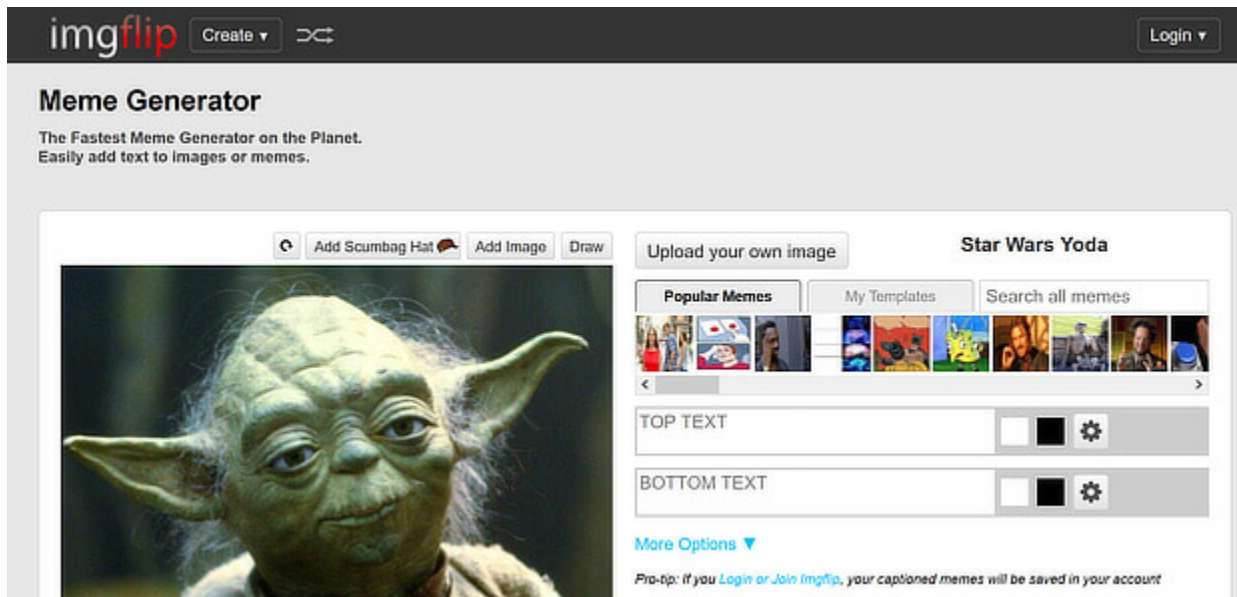 imgflip Create ▾ Login ▾
Meme Generator
The Fastest Meme Generator on the Planet.
Easily add text to images or memes.
Add Scumbag Hat Add Image Draw
Upload your own image Star Wars Yoda
Popular Memes My Templates Search all memes
TOP TEXT
BOTTOM TEXT
More Options ▼
Pro-tip: If you Login or Join Imgflip, your captioned memes will be saved in your account